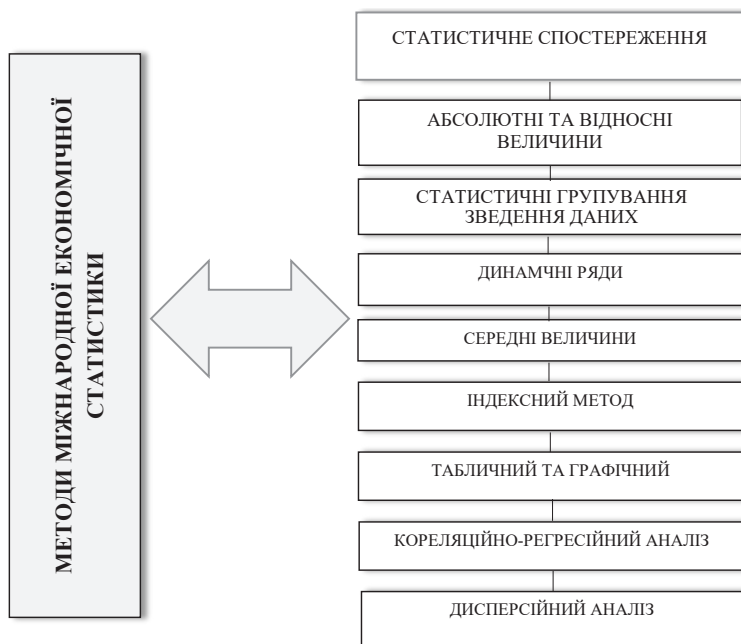 МЕТОДИ МІЖНАРОДНОЇ ЕКОНОМІЧНОЇ
СТАТИСТИКИ
СТАТИСТИЧНЕ СПОСТЕРЕЖЕННЯ
АБСОЛЮТНІ ТА ВІДНОСНІ
ВЕЛИЧИНИ
СТАТИСТИЧНІ ГРУПУВАННЯ
ЗВЕДЕННЯ ДАНИХ
ДИНАМЧНІ РЯДИ
СЕРЕДНІ ВЕЛИЧИНИ
ІНДЕКСНИЙ МЕТОД
ТАБЛИЧНИЙ ТА ГРАФІЧНИЙ
КОРЕЛЯЦІЙНО-РЕГРЕСІЙНИЙ АНАЛІЗ
ДИСПЕРСІЙНИЙ АНАЛІЗ